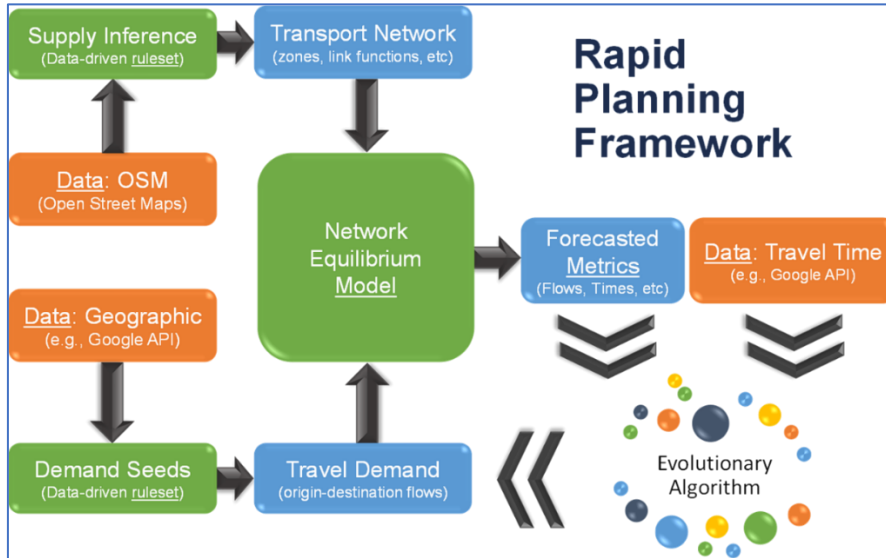 Supply Inference
(Data-driven ruleset)
Transport Network
(zones, link functions, etc)
Rapid
Planning
Framework
Data: OSM
(Open Street Maps)
Network
Equilibrium
Model
Forecasted
Metrics
(Flows, Times, etc)
Data: Travel Time
(e.g., Google API)
Data: Geographic
(e.g., Google API)
Demand Seeds
(Data-driven ruleset)
Travel Demand
(origin-destination flows)
Evolutionary
Algorithm